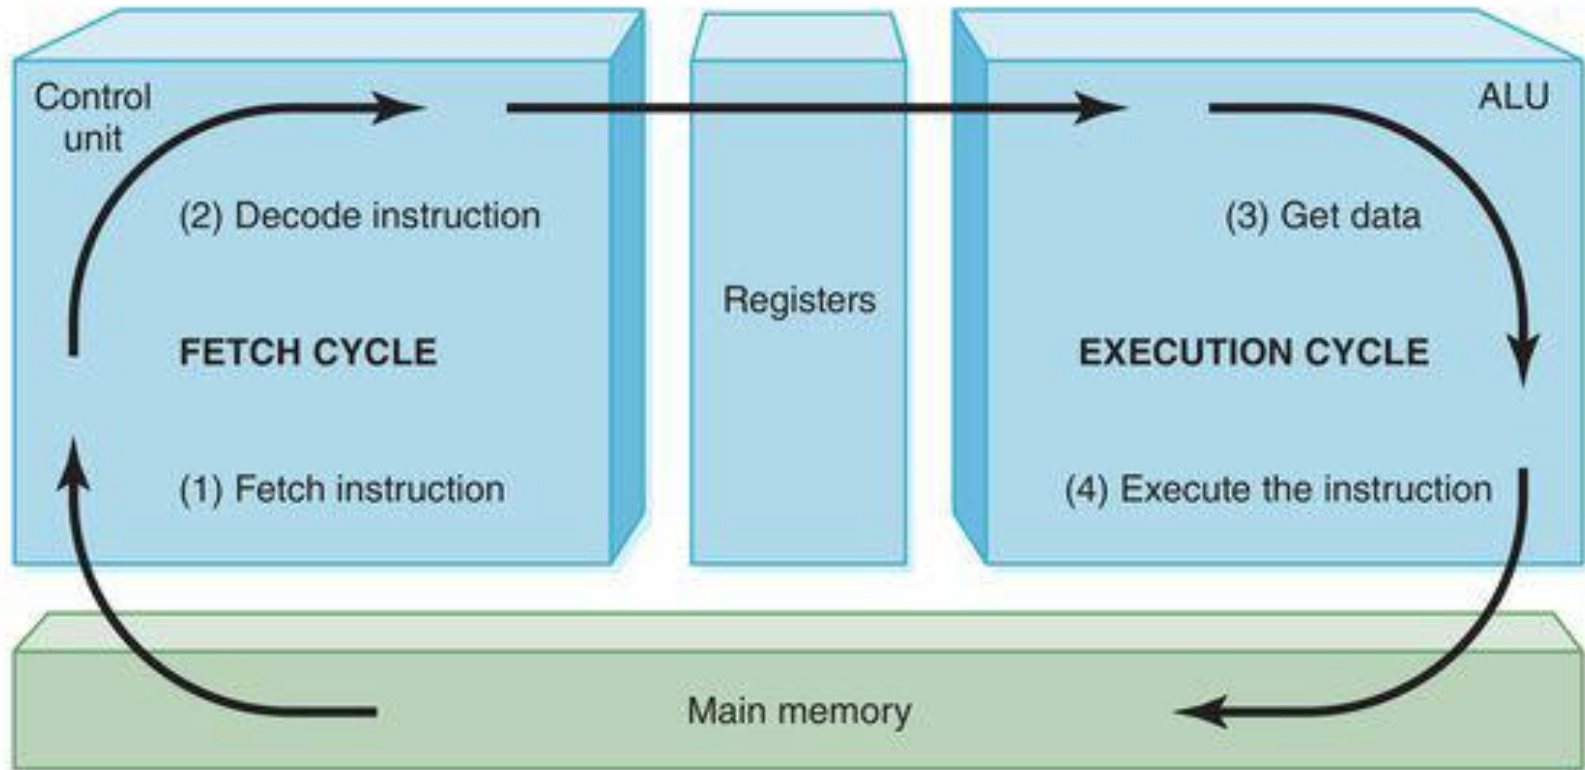 Control
unit
ALU
(2) Decode instruction
(3) Get data
Registers
FETCH CYCLE
EXECUTION CYCLE
(1) Fetch instruction
(4) Execute the instruction
Main memory